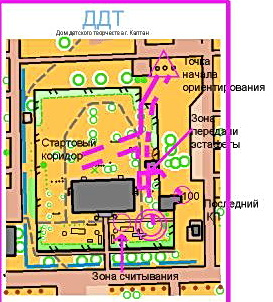 ДДТ
Дом детского творчества г. Каптан
Точка
начала
ориентирования
Зона
передачи
эстафеты
Стартовый
коридор
100
Последний
КП
Зона считывания